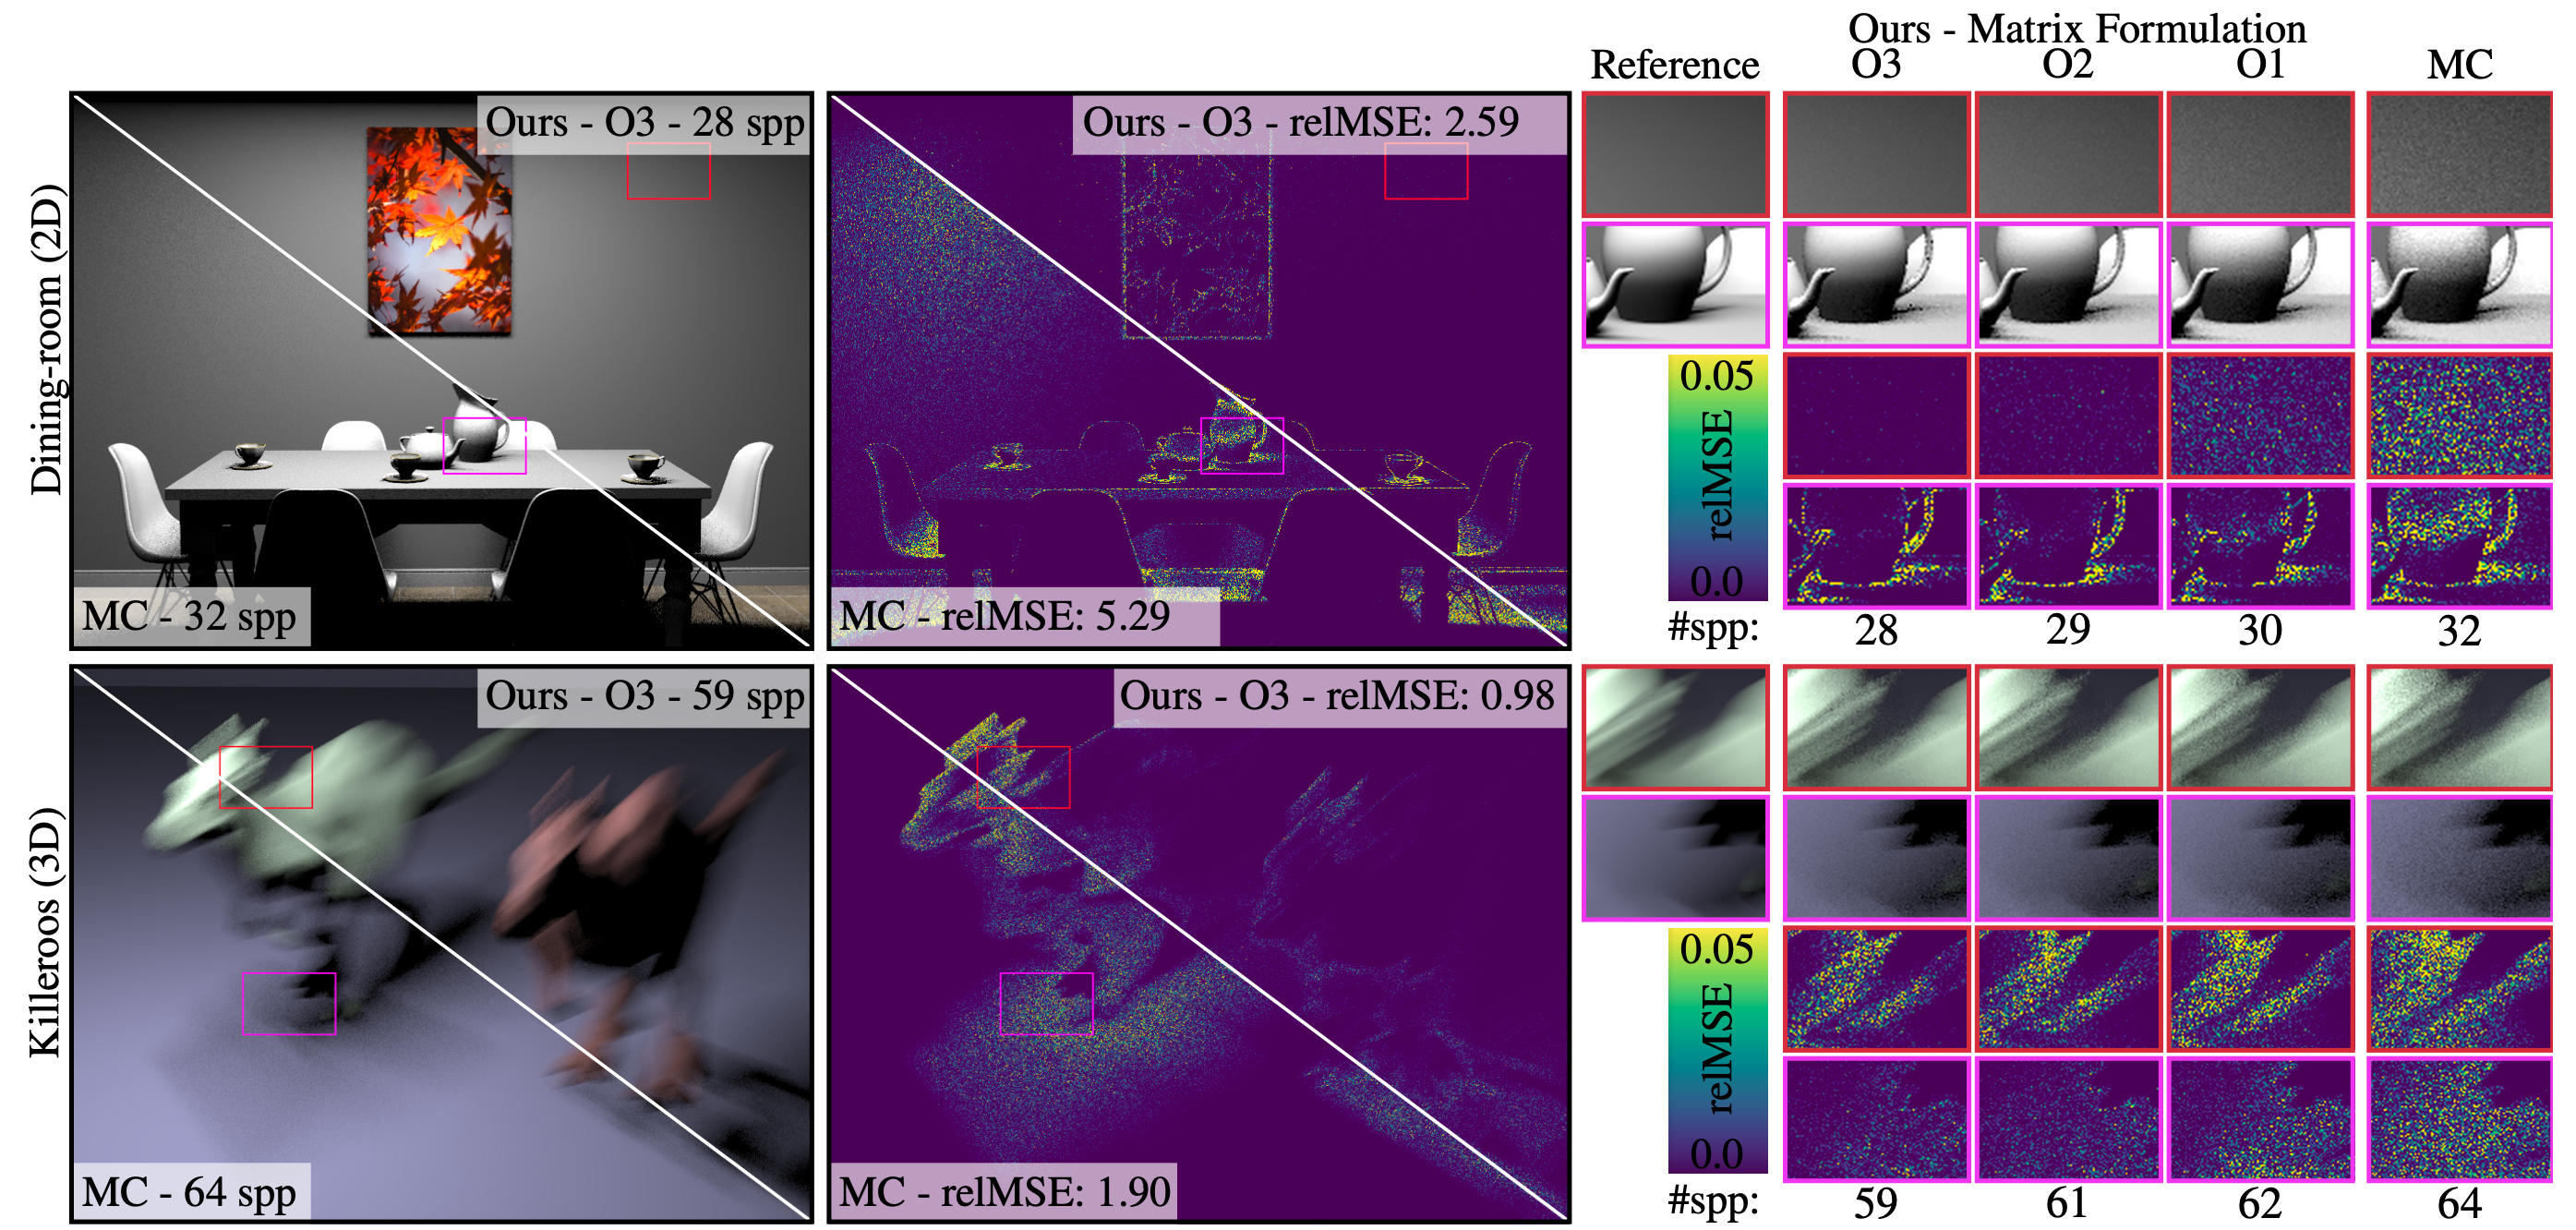 Ours - Matrix Formulation
Reference O3 O2 O1 MC
Dining-room (2D)
Ours - O3 - 28 spp
MC - 32 spp
Ours - O3 - relMSE: 2.59
MC - relMSE: 5.29
0.05
relMSE
0.0
#spp: 28 29 30 32
Killeroos (3D)
Ours - O3 - 59 spp
MC - 64 spp
Ours - O3 - relMSE: 0.98
MC - relMSE: 1.90
0.05
relMSE
0.0
#spp: 59 61 62 64